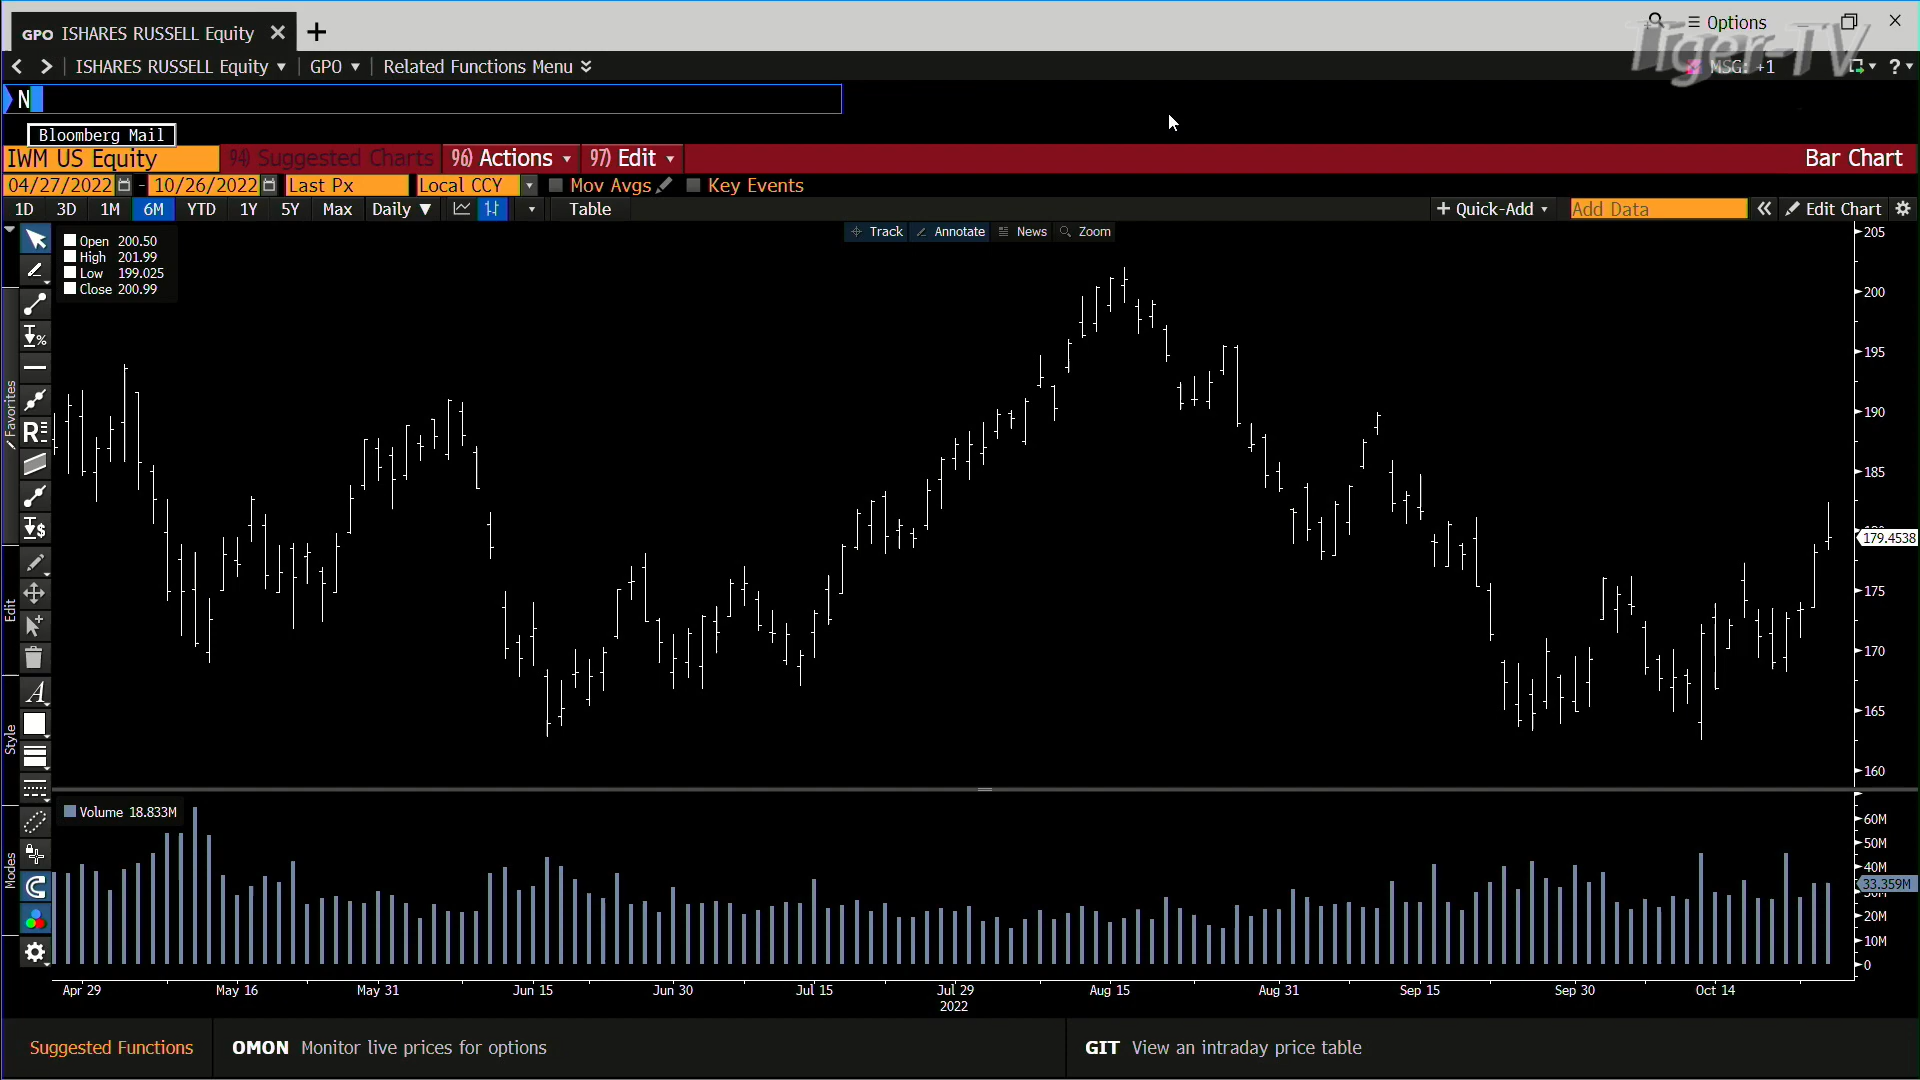 GPO ISHARES RUSSELL Equity
Options
Tiger-TV
ISHARES RUSSELL Equity GPO Related Functions Menu
MSG: +1 ?
N
Bloomberg Mail
IWM US Equity 94) Suggested Charts 96) Actions 97) Edit Bar Chart
04/27/2022 - 10/26/2022 Last Px Local CCY Mov Avgs Key Events
1D 3D 1M 6M YTD 1Y 5Y Max Daily Table + Quick-Add Add Data Edit Chart
Track Annotate News Zoom
Open 200.50
High 201.99
Low 199.025
Close 200.99
205
200
195
190
185
179.4538
175
170
165
160
Favorites
Edit
Style
Modes
Volume 18.833M
60M
50M
40M
33.359M
20M
10M
0
Apr 29 May 16 May 31 Jun 15 Jun 30 Jul 15 Jul 29 Aug 15 Aug 31 Sep 15 Sep 30 Oct 14
2022
Suggested Functions OMON Monitor live prices for options GIT View an intraday price table